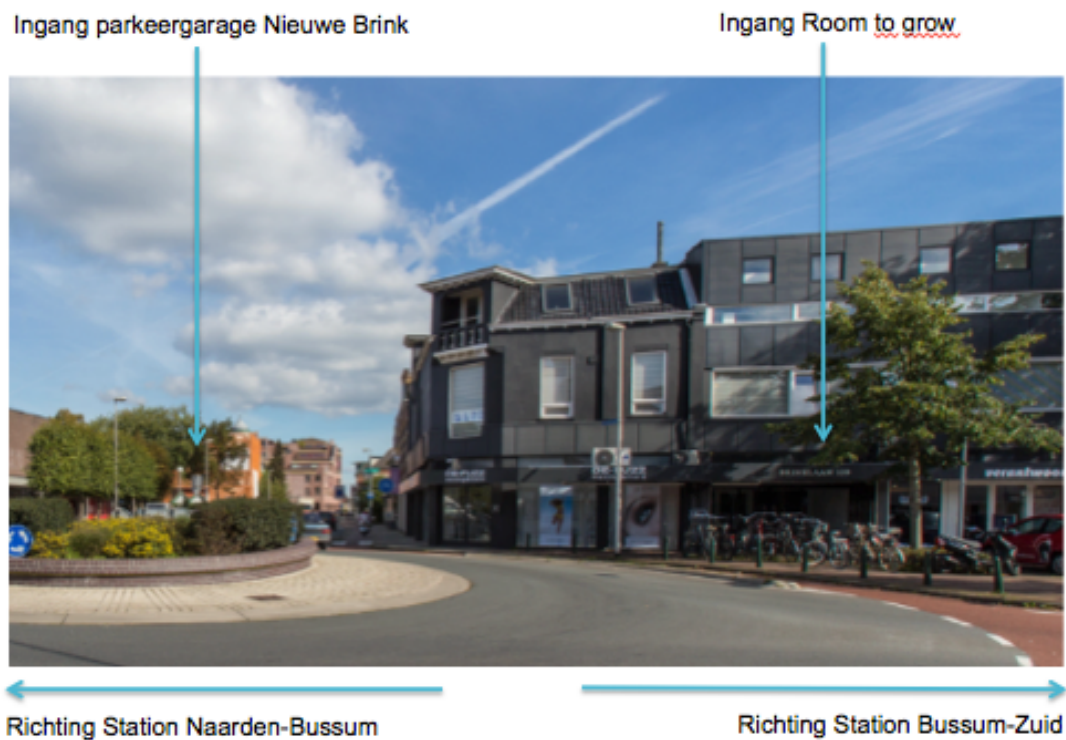 Ingang parkeergarage Nieuwe Brink
Ingang Room to grow
Richting Station Naarden-Bussum
Richting Station Bussum-Zuid